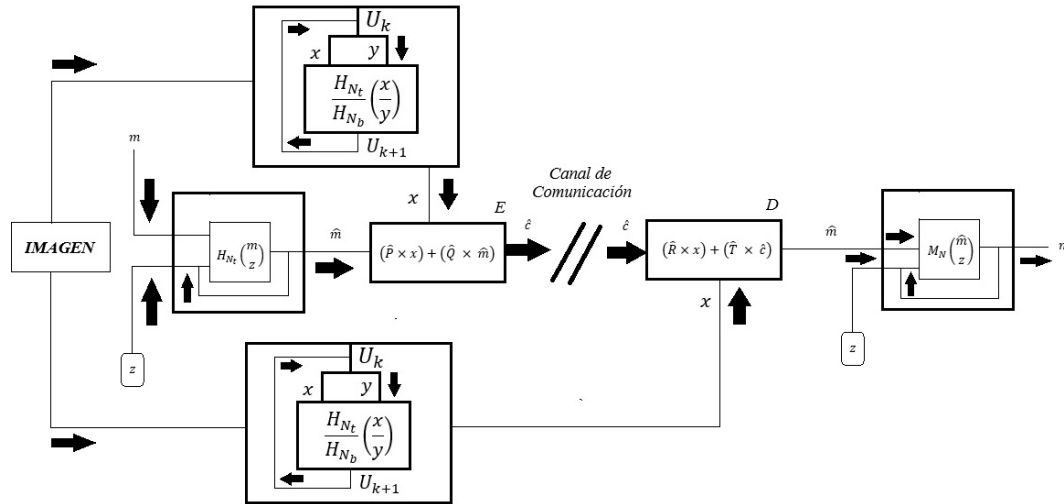 U_k
x y
H_{N_t}
H_{N_b} (x/y)
U_{k+1}
m
x
Canal de
Comunicación
E
ĉ
ĉ
D
IMAGEN
H_{N_t} (m z)
m̂
(P̂ × x) + (Q̂ × m̂)
(R̂ × x) + (T̂ × ĉ)
m̂
M_N (m̂ z)
x
z
z
U_k
x y
H_{N_t}
H_{N_b} (x/y)
U_{k+1}